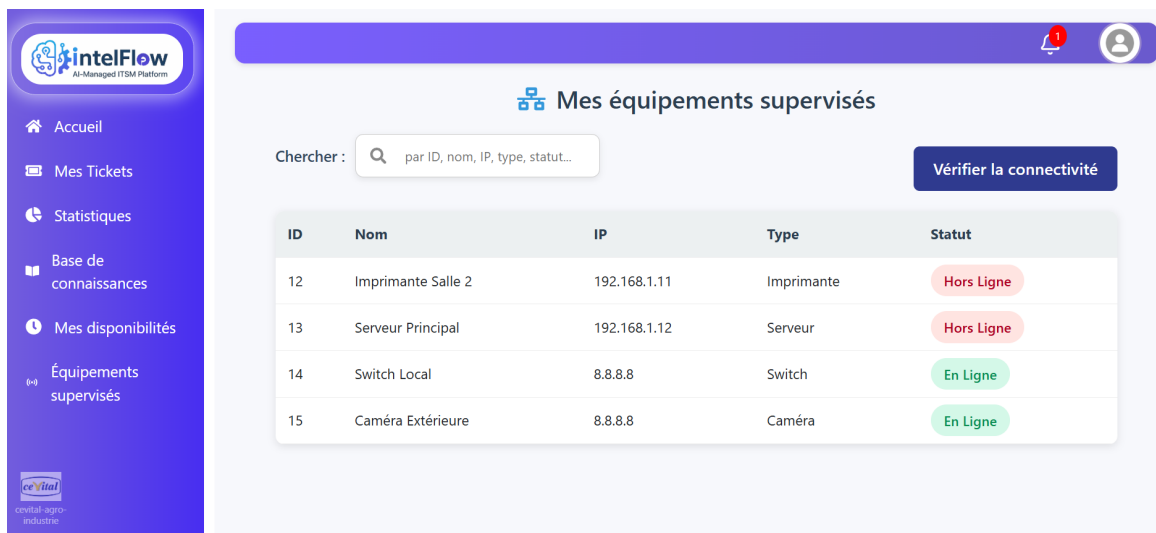 intelFlow
AI-Managed ITSM Platform
1
Accueil
Mes Tickets
Statistiques
Base de
connaissances
Mes disponibilités
Équipements
supervisés
cevital
cevital-agro-
industrie
Mes équipements supervisés
Chercher : par ID, nom, IP, type, statut...
Vérifier la connectivité
ID Nom IP Type Statut
12 Imprimante Salle 2 192.168.1.11 Imprimante Hors Ligne
13 Serveur Principal 192.168.1.12 Serveur Hors Ligne
14 Switch Local 8.8.8.8 Switch En Ligne
15 Caméra Extérieure 8.8.8.8 Caméra En Ligne